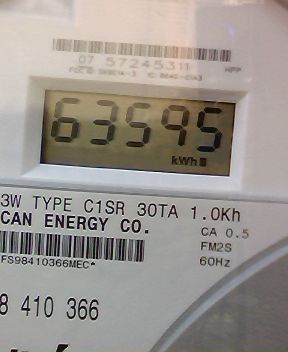 07 57245311
63595
kWh
3W TYPE C1SR 30TA 1.0Kh
CAN ENERGY CO.
CA 0.5
FM2S
FS98410366MEC*
60Hz
8 410 366